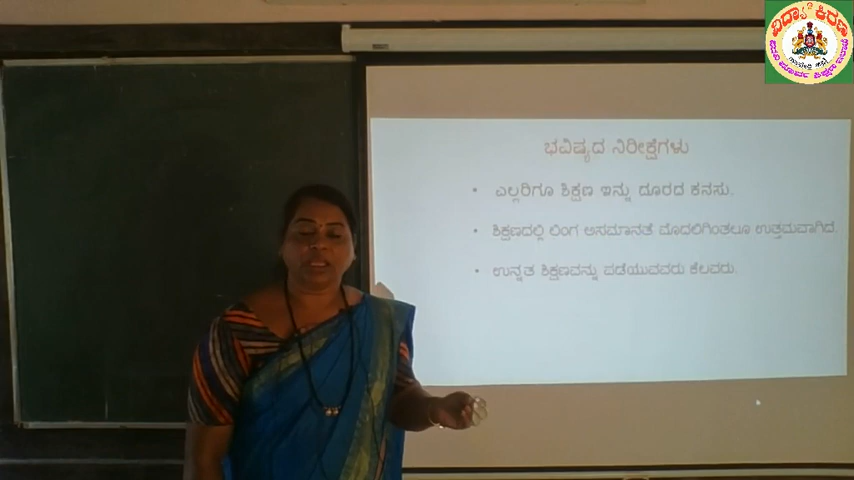 ವಿದ್ಯಾ ಕಿರಣ
ಭವಿಷ್ಯದ ನಿರೀಕ್ಷೆಗಳು
• ಎಲ್ಲರಿಗೂ ಶಿಕ್ಷಣ ಇನ್ನು ದೂರದ ಕನಸು.
• ಶಿಕ್ಷಣದಲ್ಲಿ ಲಿಂಗ ಅಸಮಾನತೆ ಮೊದಲಿಗಿಂತಲೂ ಉತ್ತಮವಾಗಿದೆ.
• ಉನ್ನತ ಶಿಕ್ಷಣವನ್ನು ಪಡೆಯುವವರು ಕೆಲವರು.